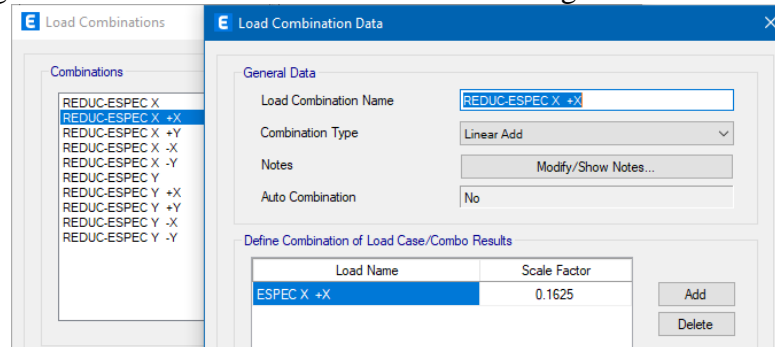 E Load Combinations
Combinations
REDUC-ESPEC X
REDUC-ESPEC X +X
REDUC-ESPEC X +Y
REDUC-ESPEC X -X
REDUC-ESPEC X -Y
REDUC-ESPEC Y
REDUC-ESPEC Y +X
REDUC-ESPEC Y +Y
REDUC-ESPEC Y -X
REDUC-ESPEC Y -Y
E Load Combination Data
General Data
Load Combination Name REDUC-ESPEC X +X
Combination Type Linear Add
Notes Modify/Show Notes...
Auto Combination No
Define Combination of Load Case/Combo Results
Load Name Scale Factor
ESPEC X +X 0.1625 Add
Delete